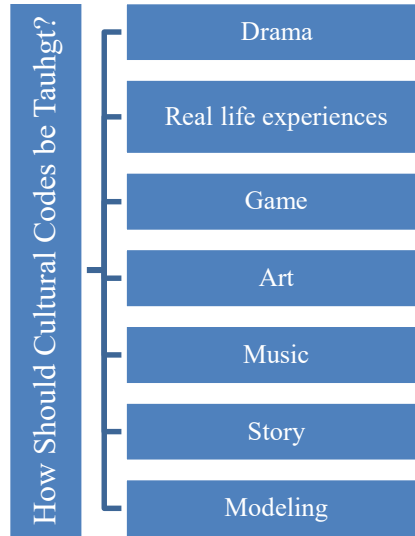 How Should Cultural Codes be Tauhgt?
Drama
Real life experiences
Game
Art
Music
Story
Modeling